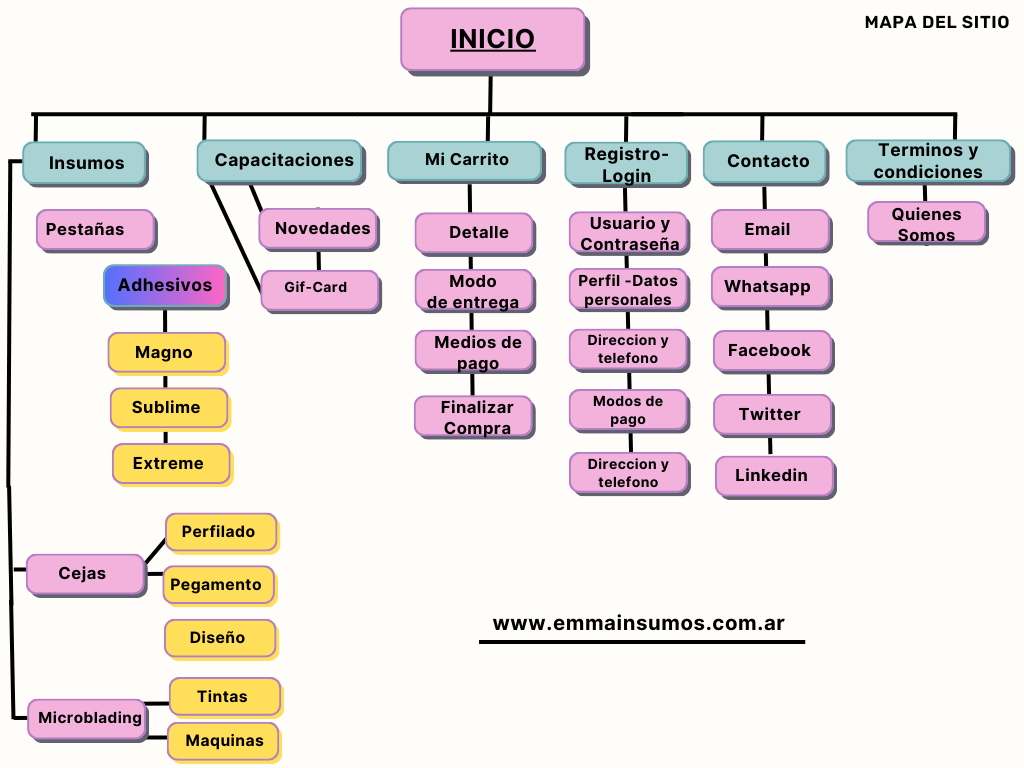 MAPA DEL SITIO
INICIO
Insumos
Pestañas
Adhesivos
Magno
Sublime
Extreme
Cejas
Perfilado
Pegamento
Diseño
Microblading
Tintas
Maquinas
Capacitaciones
Novedades
Gif-Card
Mi Carrito
Detalle
Modo
de entrega
Medios de
pago
Finalizar
Compra
Registro-
Login
Usuario y
Contraseña
Perfil -Datos
personales
Direccion y
telefono
Modos de
pago
Direccion y
telefono
Contacto
Email
Whatsapp
Facebook
Twitter
Linkedin
Terminos y
condiciones
Quienes
Somos
www.emmainsumos.com.ar